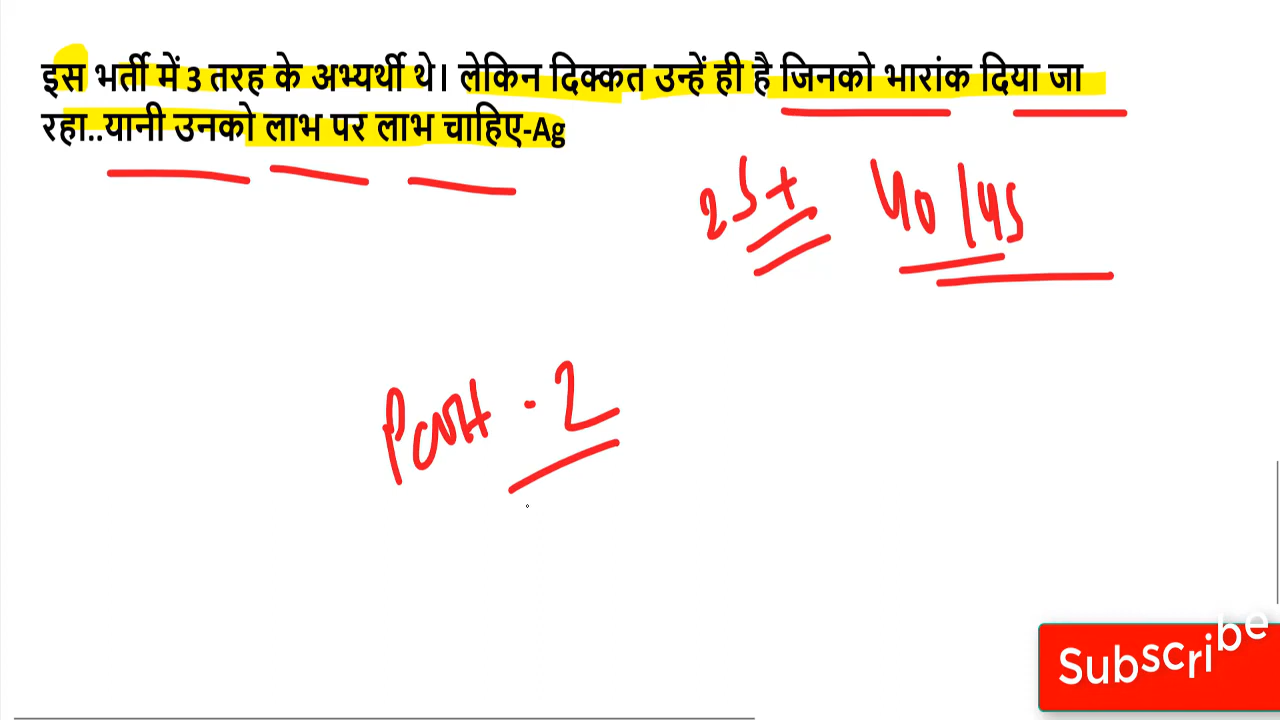 इस भर्ती में 3 तरह के अभ्यर्थी थे। लेकिन दिक्कत उन्हें ही है जिनको भारांक दिया जा
रहा..यानी उनको लाभ पर लाभ चाहिए-Ag
25+ 40/45
Part-2
Subscribe